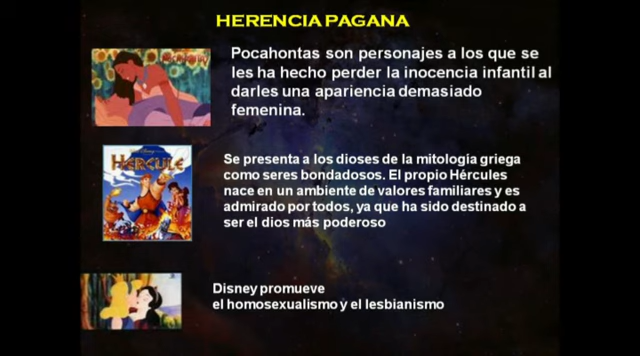 HERENCIA PAGANA
Pocahontas son personajes a los que se
les ha hecho perder la inocencia infantil al
darles una apariencia demasiado
femenina.
HERCULE
Se presenta a los dioses de la mitología griega
como seres bondadosos. El propio Hércules
nace en un ambiente de valores familiares y es
admirado por todos, ya que ha sido destinado a
ser el dios más poderoso
Disney promueve
el homosexualismo y el lesbianismo